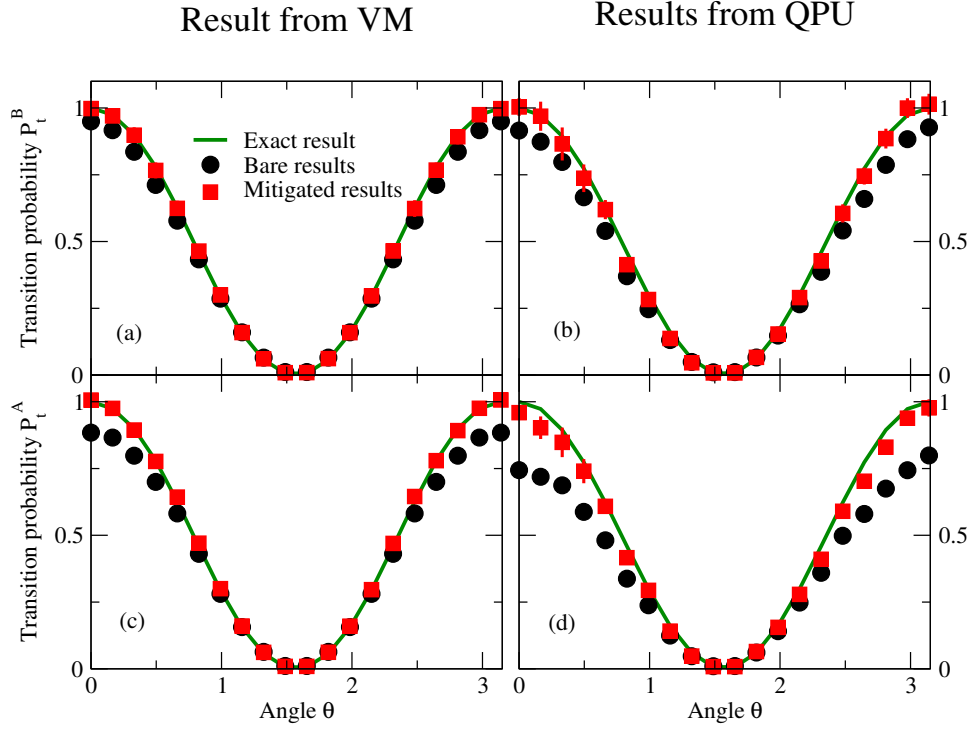 Result from VM
Results from QPU
Transition probability P_t^B
1
0.5
0
Exact result
Bare results
Mitigated results
(a)
(b)
1
0.5
0
Transition probability P_t^A
1
0.5
0
(c)
(d)
1
0.5
0
0 1 2 3
0 1 2 3
Angle θ
Angle θ